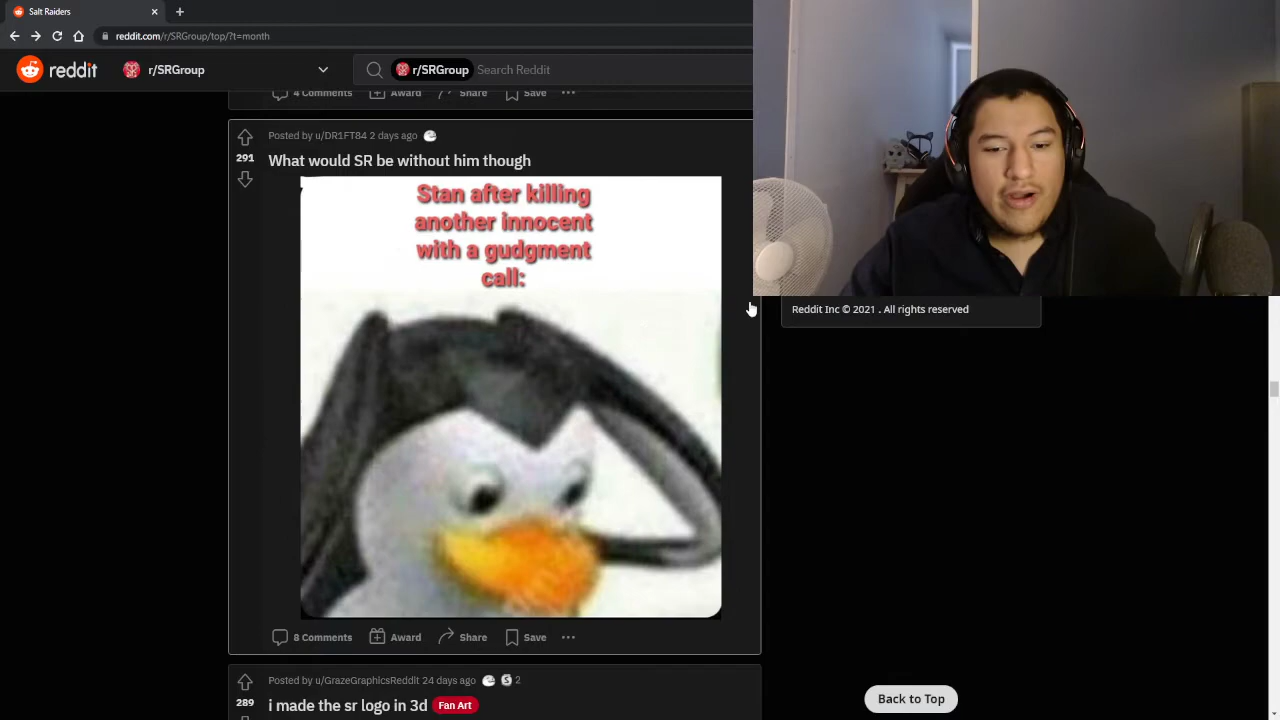 Salt Raiders
reddit.com/r/SRGroup/top/?t=month
reddit r/SRGroup r/SRGroup Search Reddit
4 Comments Award Share Save
Posted by u/DR1FT84 2 days ago
291
What would SR be without him though
Stan after killing
another innocent
with a gudgment
call:
Reddit Inc © 2021 . All rights reserved
8 Comments Award Share Save
Posted by u/GrazeGraphicsReddit 24 days ago S 2
289
i made the sr logo in 3d Fan Art
Back to Top